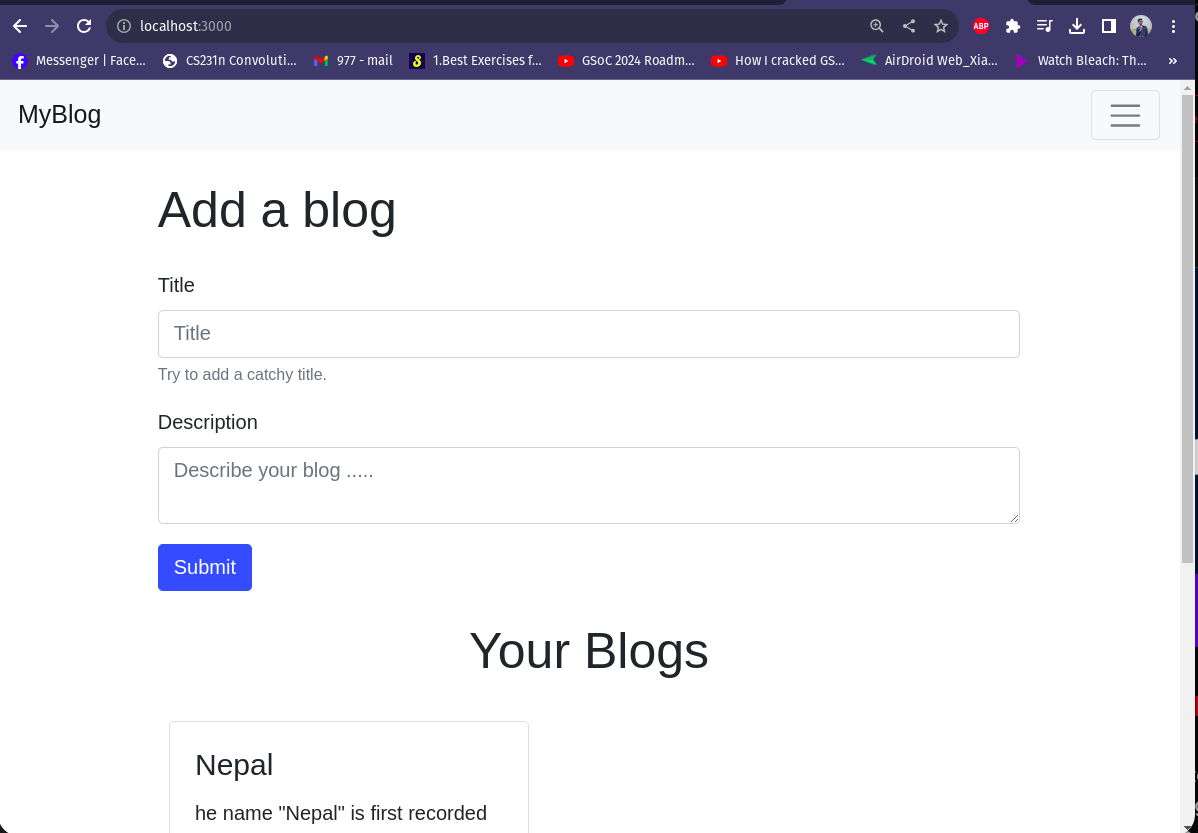 localhost:3000
ABP
Messenger | Face...
CS231n Convoluti...
977 - mail
1.Best Exercises f...
GSoC 2024 Roadm...
How I cracked GS...
AirDroid Web_Xia...
Watch Bleach: Th...
»
MyBlog
Add a blog
Title
Title
Try to add a catchy title.
Description
Describe your blog .....
Submit
Your Blogs
Nepal
he name "Nepal" is first recorded